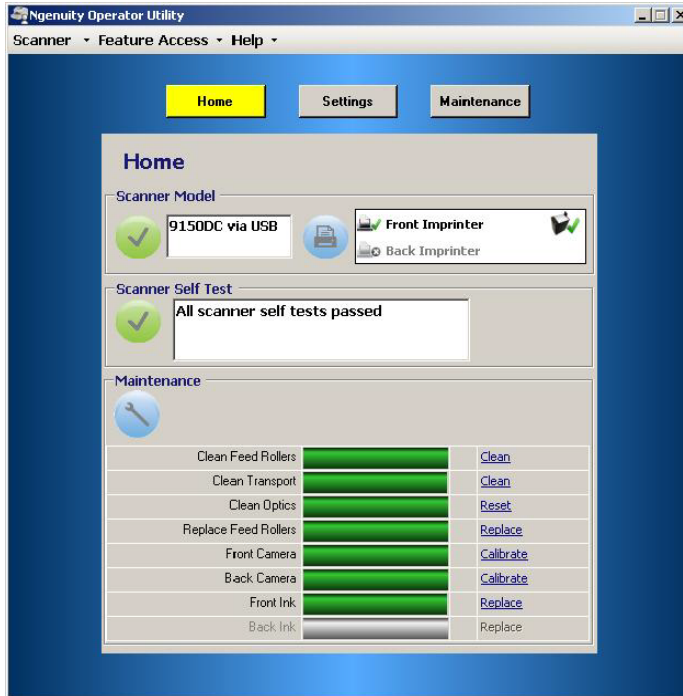 Ngenuity Operator Utility
Scanner Feature Access Help
Home Settings Maintenance
Home
Scanner Model
9150DC via USB
Front Imprinter
Back Imprinter
Scanner Self Test
All scanner self tests passed
Maintenance
Clean Feed Rollers Clean
Clean Transport Clean
Clean Optics Reset
Replace Feed Rollers Replace
Front Camera Calibrate
Back Camera Calibrate
Front Ink Replace
Back Ink Replace